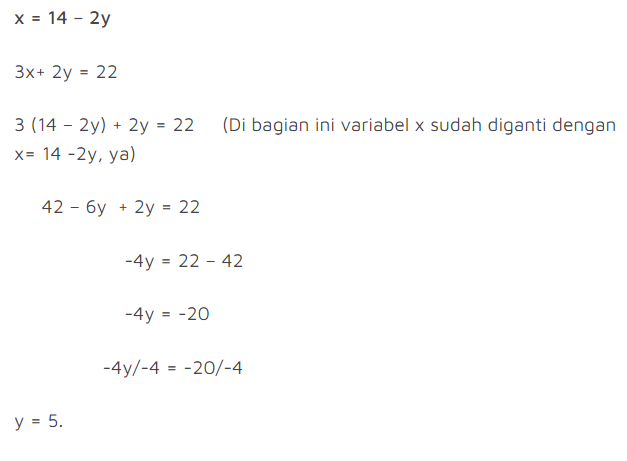 x = 14 – 2y
3x+ 2y = 22
3 (14 – 2y) + 2y = 22 (Di bagian ini variabel x sudah diganti dengan
x= 14 -2y, ya)
42 – 6y + 2y = 22
-4y = 22 – 42
-4y = -20
-4y/-4 = -20/-4
y = 5.